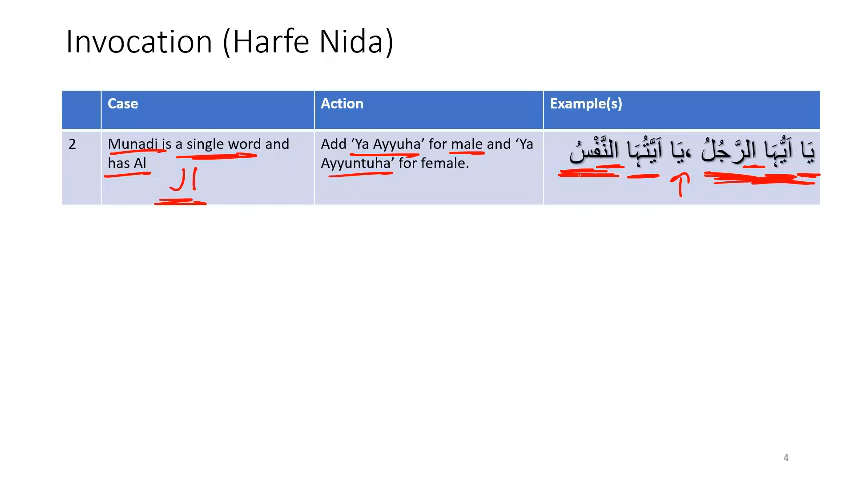 Invocation (Harfe Nida)
Case Action Example(s)
2 Munadi is a single word and Add ‘Ya Ayyuha’ for male and ‘Ya يَا اَيُّهَا الرَّجُلُ، يَا اَيَّتُهَا النَّفْسُ
has Al Ayyuntuha’ for female.
ال
4